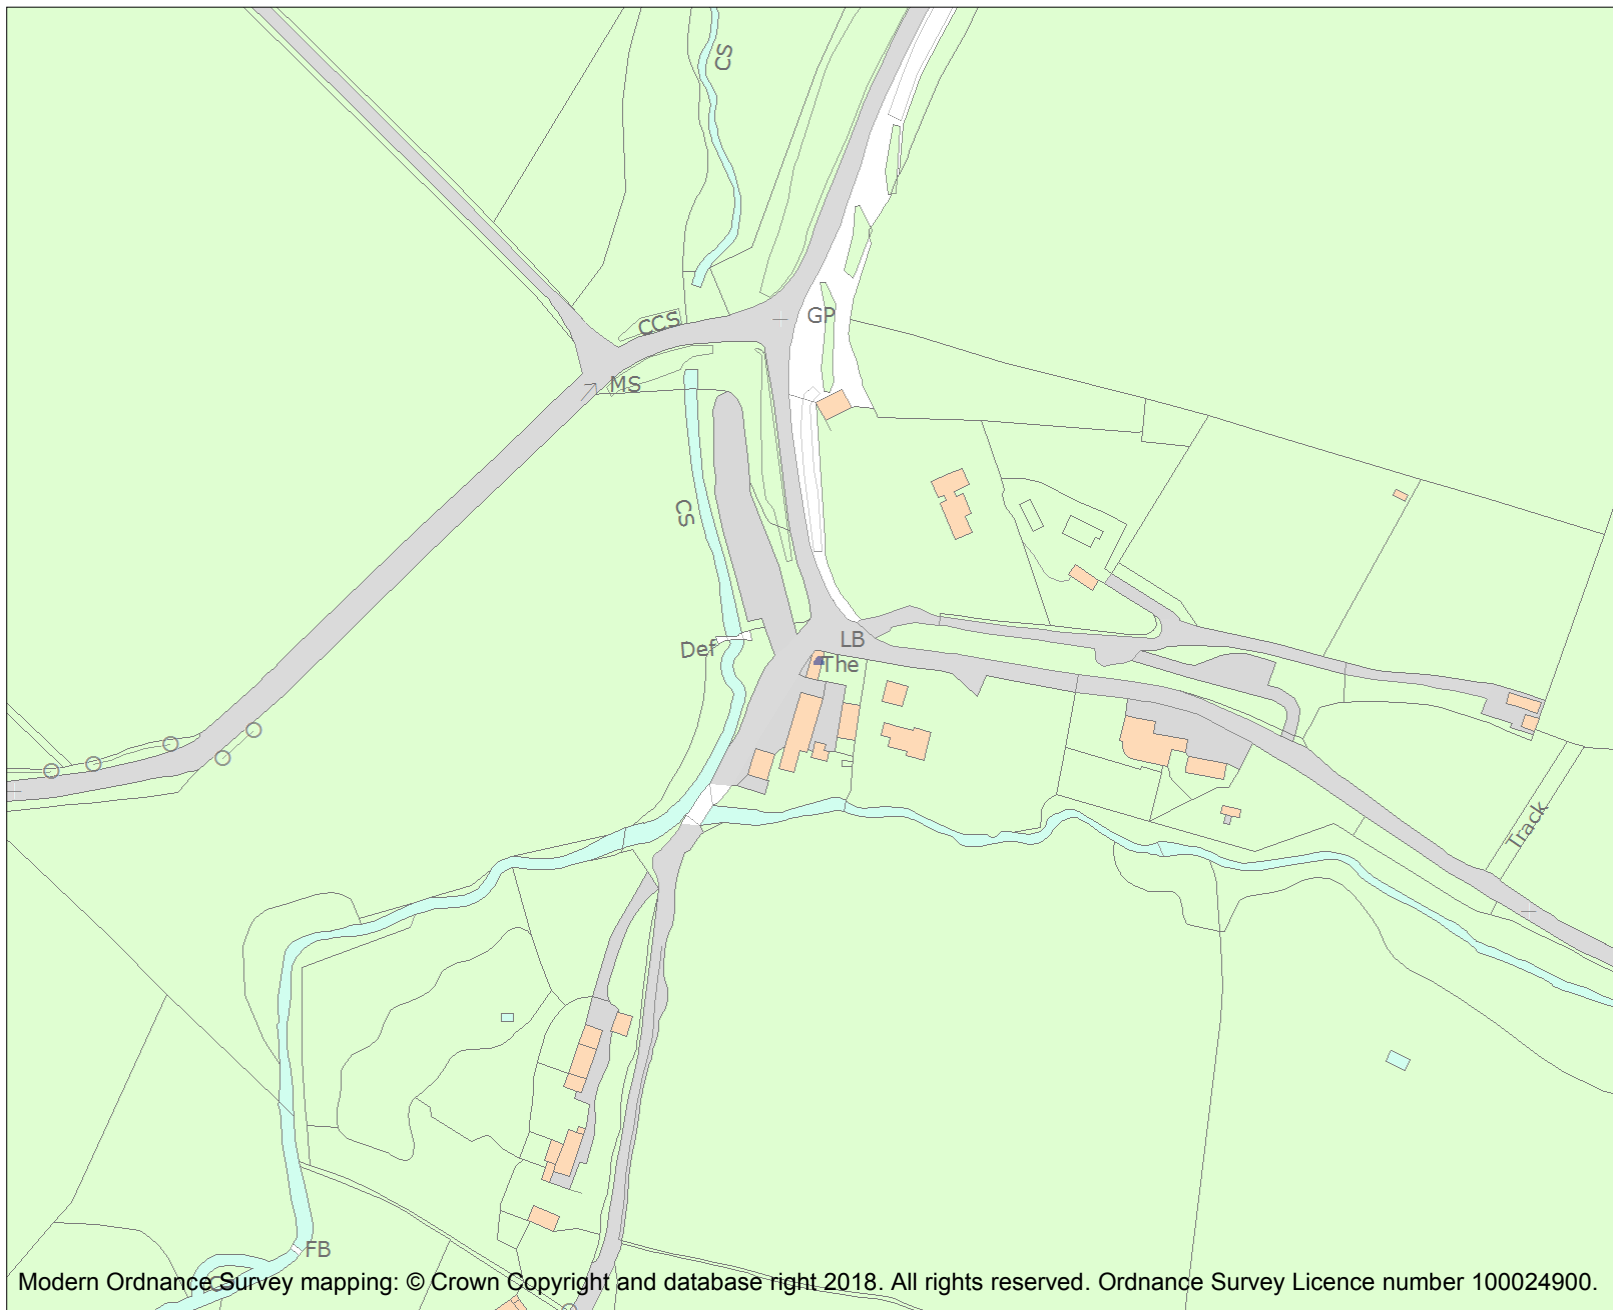 CS
GP
CCS
MS
CS
LB
Def
The
Track
FB
Modern Ordnance Survey mapping: © Crown Copyright and database right 2018. All rights reserved. Ordnance Survey Licence number 100024900.